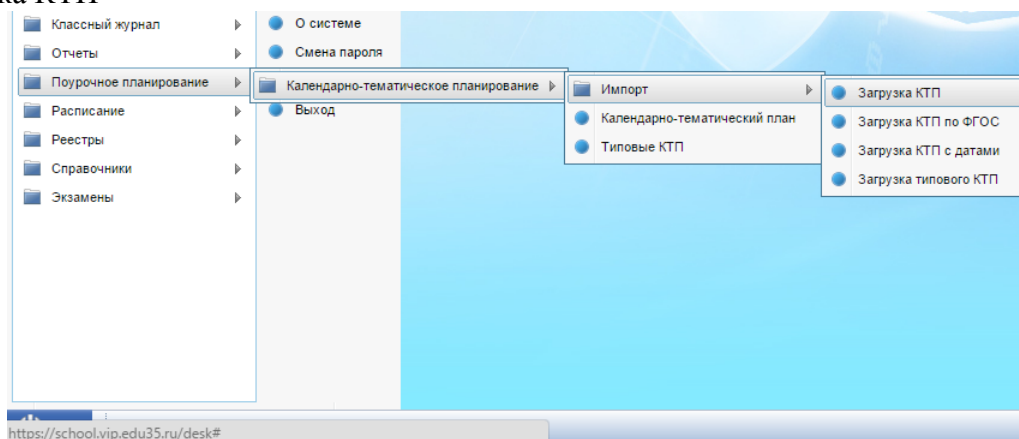 КТП
Классный журнал
Отчеты
Поурочное планирование
Расписание
Реестры
Справочники
Экзамены
О системе
Смена пароля
Календарно-тематическое планирование
Выход
Импорт
Календарно-тематический план
Типовые КТП
Загрузка КТП
Загрузка КТП по ФГОС
Загрузка КТП с датами
Загрузка типового КТП
https://school.vip.edu35.ru/desk#